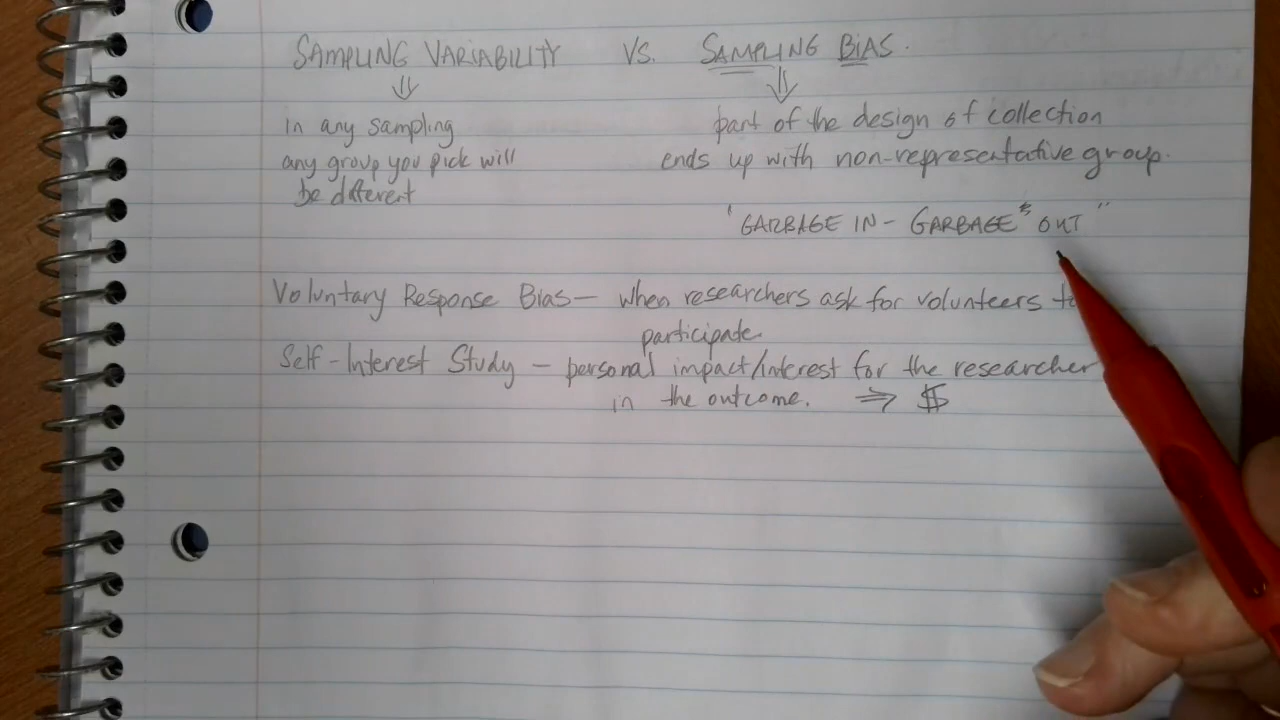 SAMPLING VARIABILITY VS. SAMPLING BIAS.
⇓ ⇓
in any sampling
any group you pick will
be different
part of the design of collection
ends up with non-representative group.
"GARBAGE IN - GARBAGE OUT"
Voluntary Response Bias — when researchers ask for volunteers to
participate.
Self-Interest Study — personal impact/interest for the researcher
in the outcome. ⇒ $